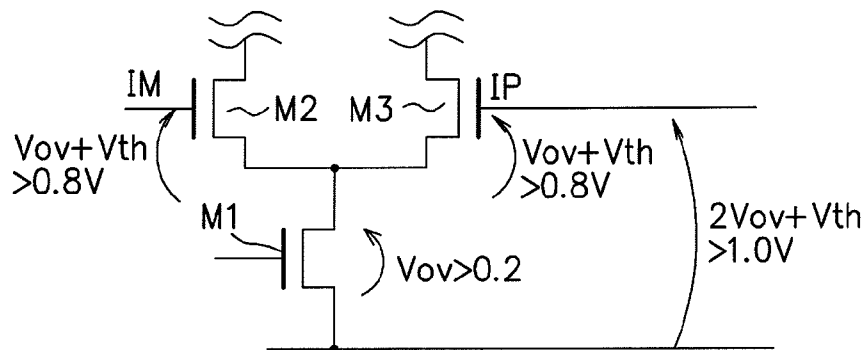 IM
M2
M3
IP
Vov+Vth
>0.8V
Vov+Vth
>0.8V
M1
Vov>0.2
2Vov+Vth
>1.0V